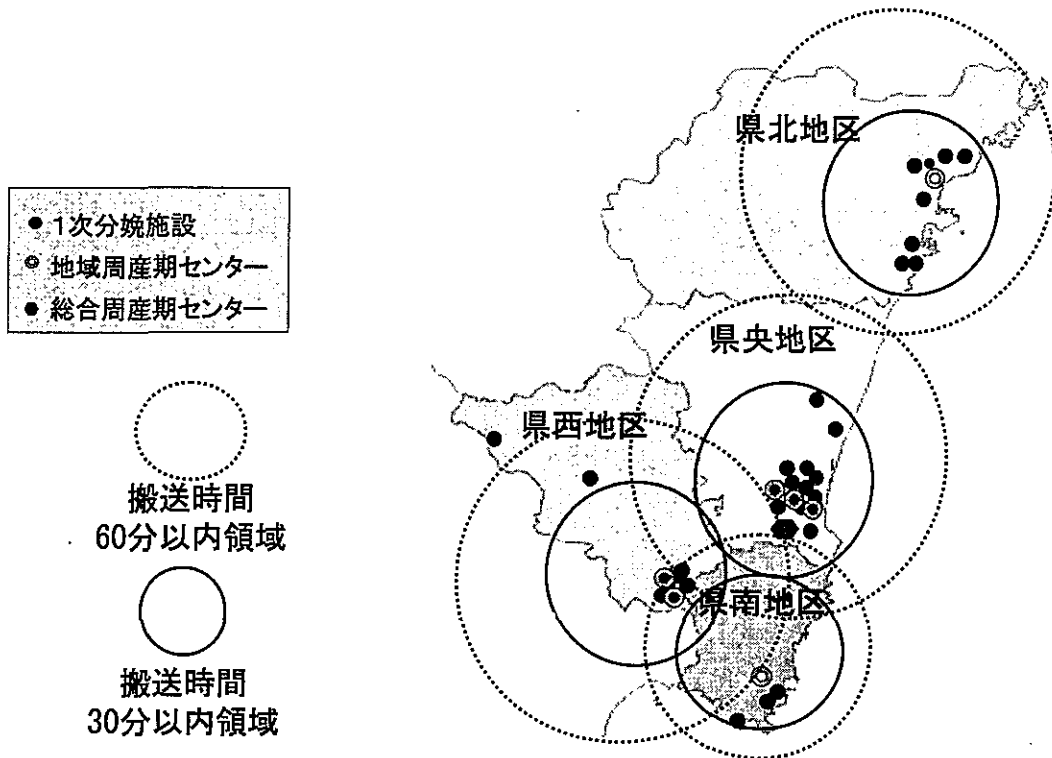 県北地区
1次分娩施設
地域周産期センター
総合周産期センター
県央地区
県西地区
搬送時間
60分以内領域
県南地区
搬送時間
30分以内領域